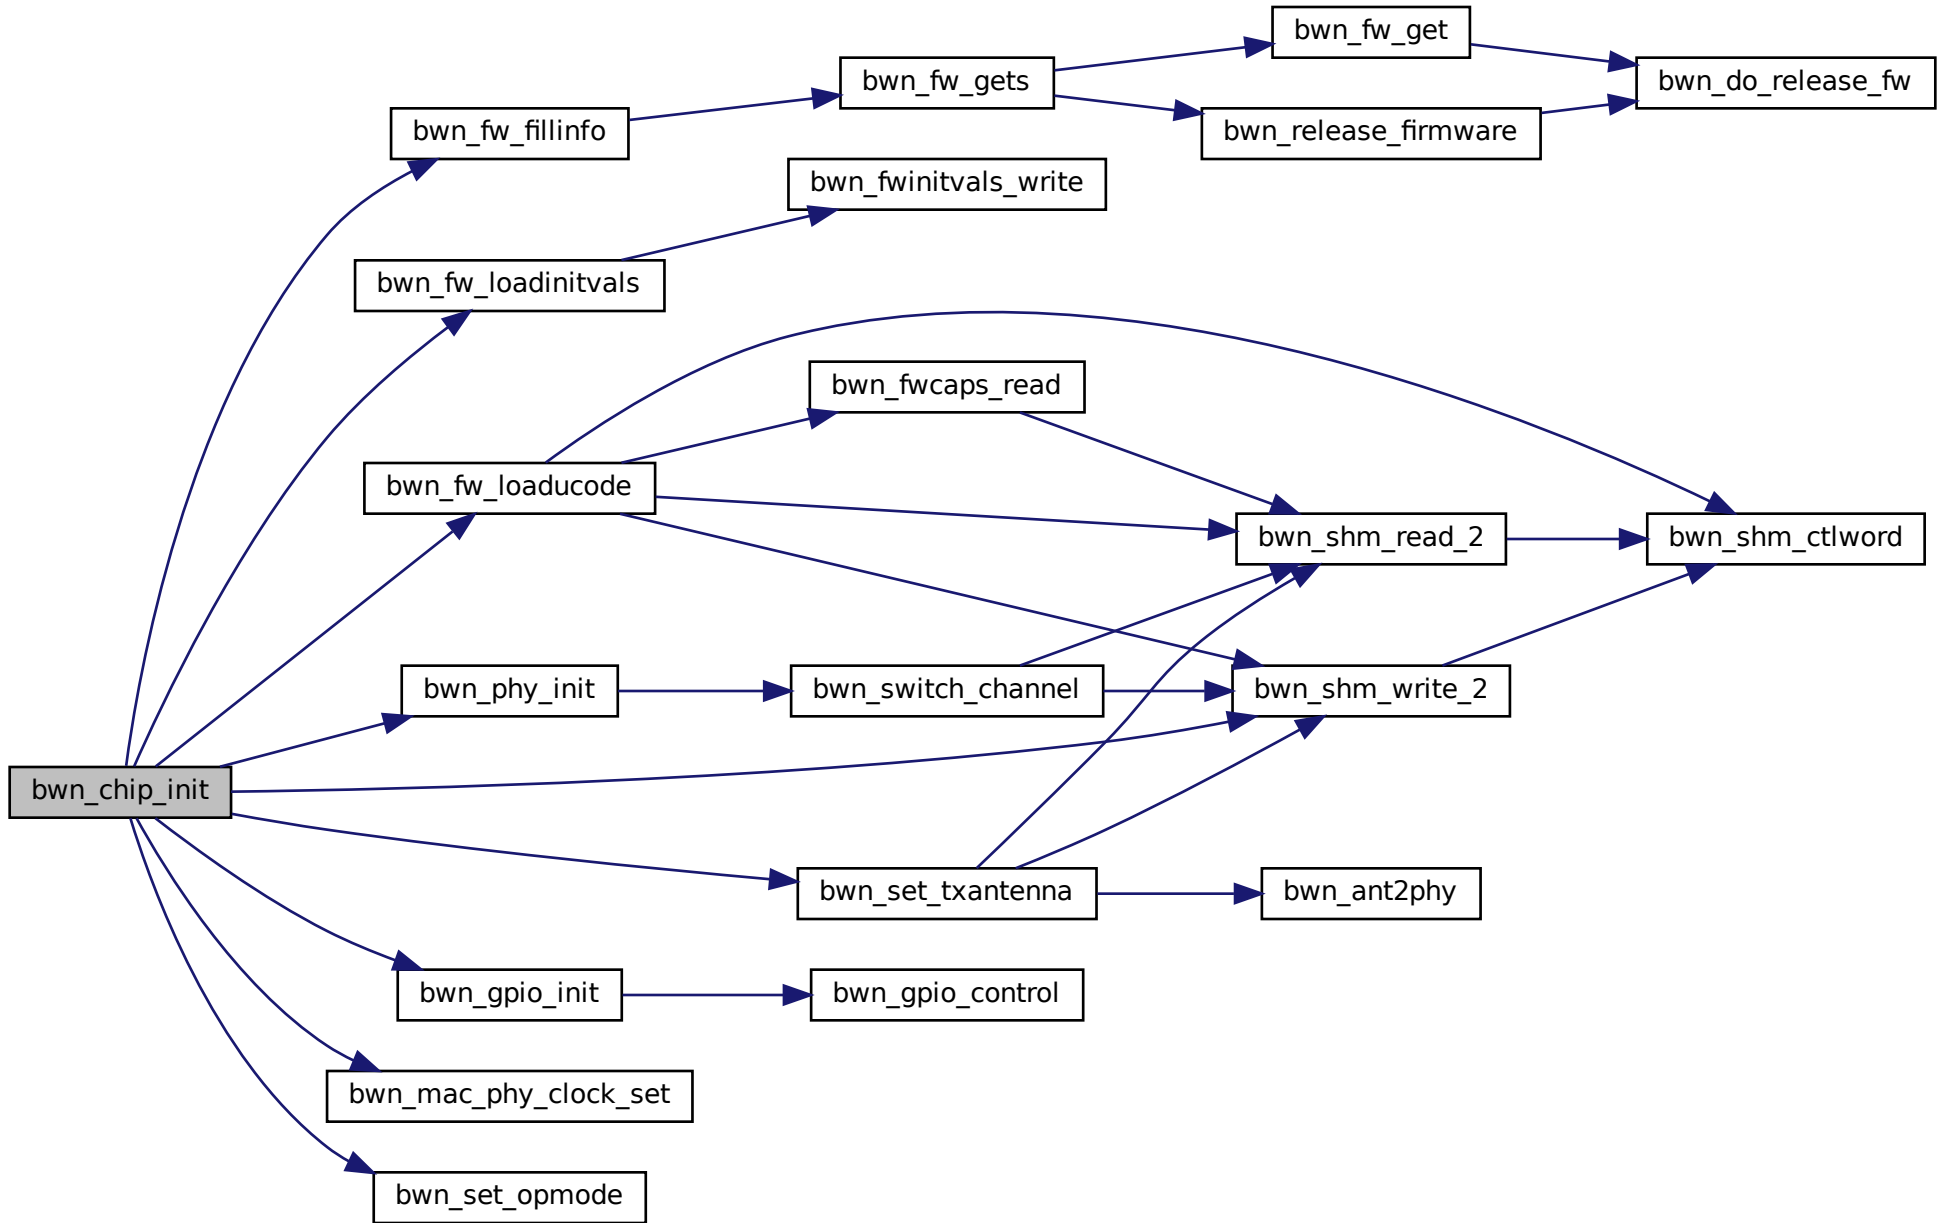 bwn_fw_get
bwn_fw_gets
bwn_do_release_fw
bwn_fw_fillinfo
bwn_release_firmware
bwn_fwinitvals_write
bwn_fw_loadinitvals
bwn_fwcaps_read
bwn_fw_loaducode
bwn_shm_read_2
bwn_shm_ctlword
bwn_phy_init
bwn_switch_channel
bwn_shm_write_2
bwn_chip_init
bwn_set_txantenna
bwn_ant2phy
bwn_gpio_init
bwn_gpio_control
bwn_mac_phy_clock_set
bwn_set_opmode